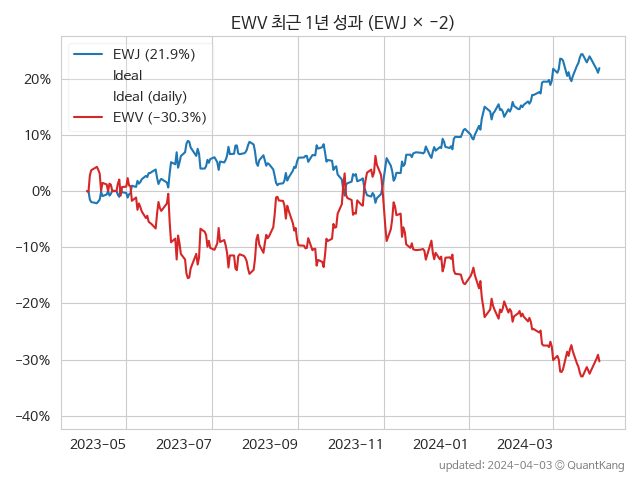 EWV 최근 1년 성과 (EWJ × −2)
EWJ (21.9%)
Ideal
Ideal (daily)
EWV (−30.3%)
20%
10%
0%
−10%
−20%
−30%
−40%
2023−05 2023−07 2023−09 2023−11 2024−01 2024−03
updated: 2024−04−03 © QuantKang